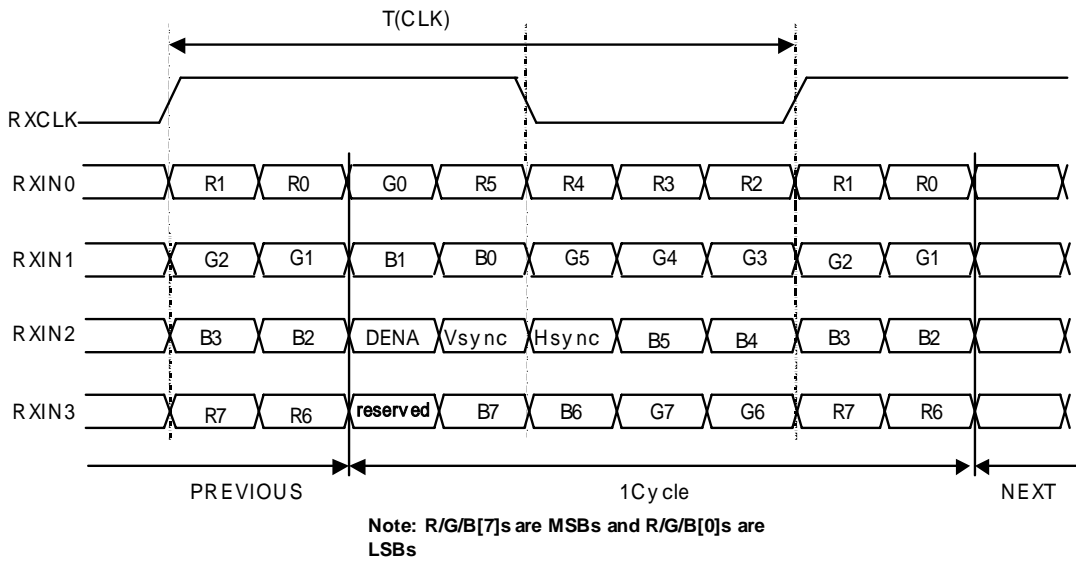 T(CLK)
RXCLK
RXIN0 R1 R0 G0 R5 R4 R3 R2 R1 R0
RXIN1 G2 G1 B1 B0 G5 G4 G3 G2 G1
RXIN2 B3 B2 DENA Vsync Hsync B5 B4 B3 B2
RXIN3 R7 R6 reserved B7 B6 G7 G6 R7 R6
PREVIOUS 1Cycle NEXT
Note: R/G/B[7]s are MSBs and R/G/B[0]s are
LSBs